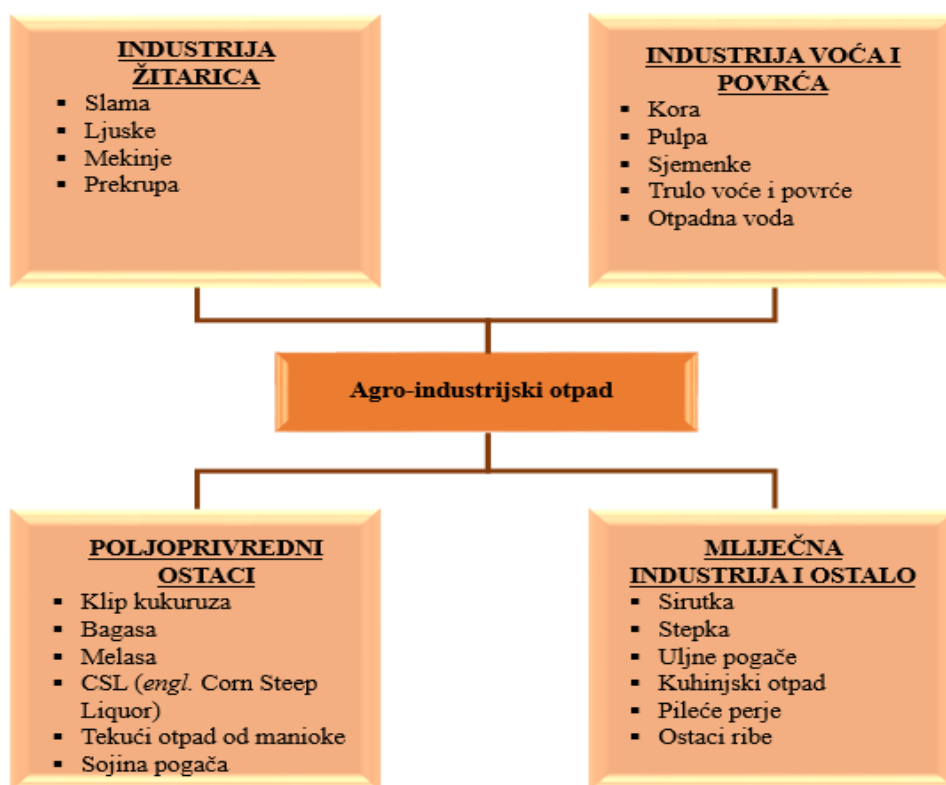 INDUSTRIJA
ŽITARICA
▪ Slama
▪ Ljuske
▪ Mekinje
▪ Prekrupa
INDUSTRIJA VOĆA I
POVRĆA
▪ Kora
▪ Pulpa
▪ Sjemenke
▪ Trulo voće i povrće
▪ Otpadna voda
Agro-industrijski otpad
POLJOPRIVREDNI
OSTACI
▪ Klip kukuruza
▪ Bagasa
▪ Melasa
▪ CSL (engl. Corn Steep
Liquor)
▪ Tekući otpad od manioke
▪ Sojina pogača
MLIJEČNA
INDUSTRIJA I OSTALO
▪ Sirutka
▪ Stepka
▪ Uljne pogače
▪ Kuhinjski otpad
▪ Pileće perje
▪ Ostaci ribe